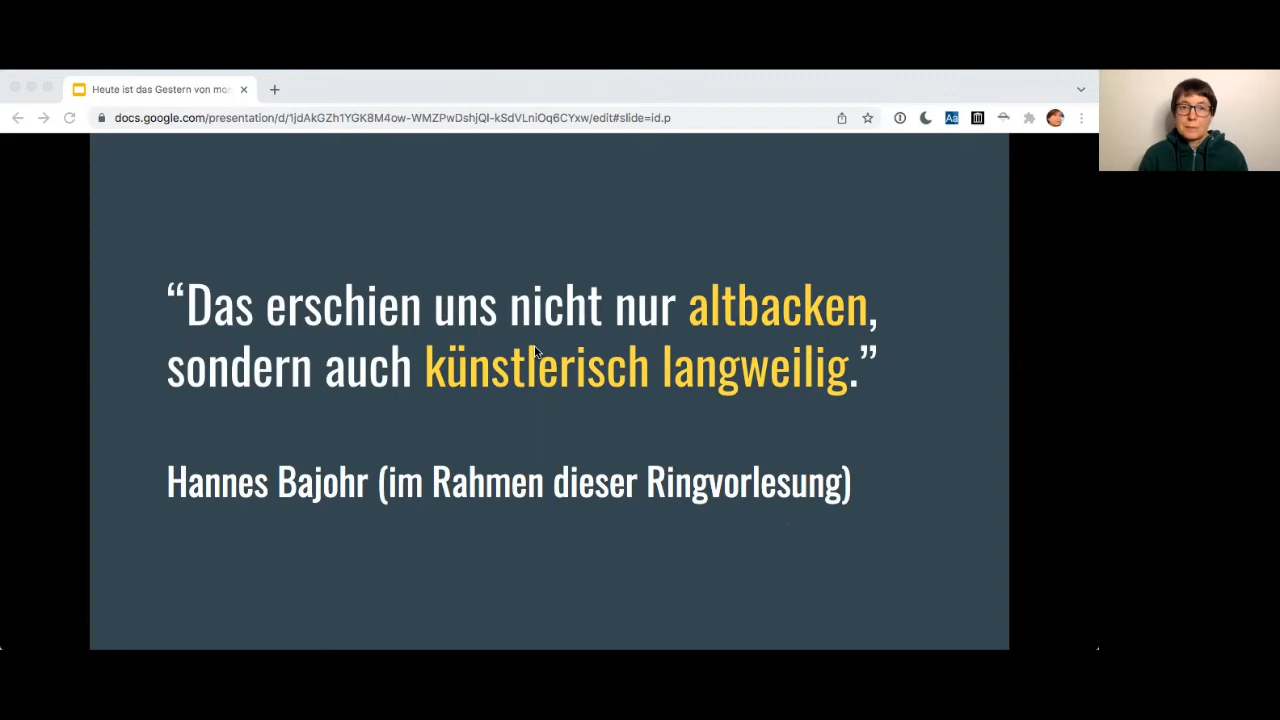 Heute ist das Gestern von mo
docs.google.com/presentation/d/1jdAkGZh1YGK8M4ow-WMZPwDshjQI-kSdVLniOq6CYxw/edit#slide=id.p
Aa
“Das erschien uns nicht nur altbacken,
sondern auch künstlerisch langweilig.”
Hannes Bajohr (im Rahmen dieser Ringvorlesung)